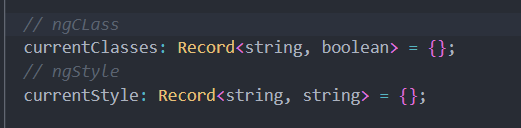 // ngCLass
currentClasses: Record<string, boolean> = {};
// ngStyle
currentStyle: Record<string, string> = {};